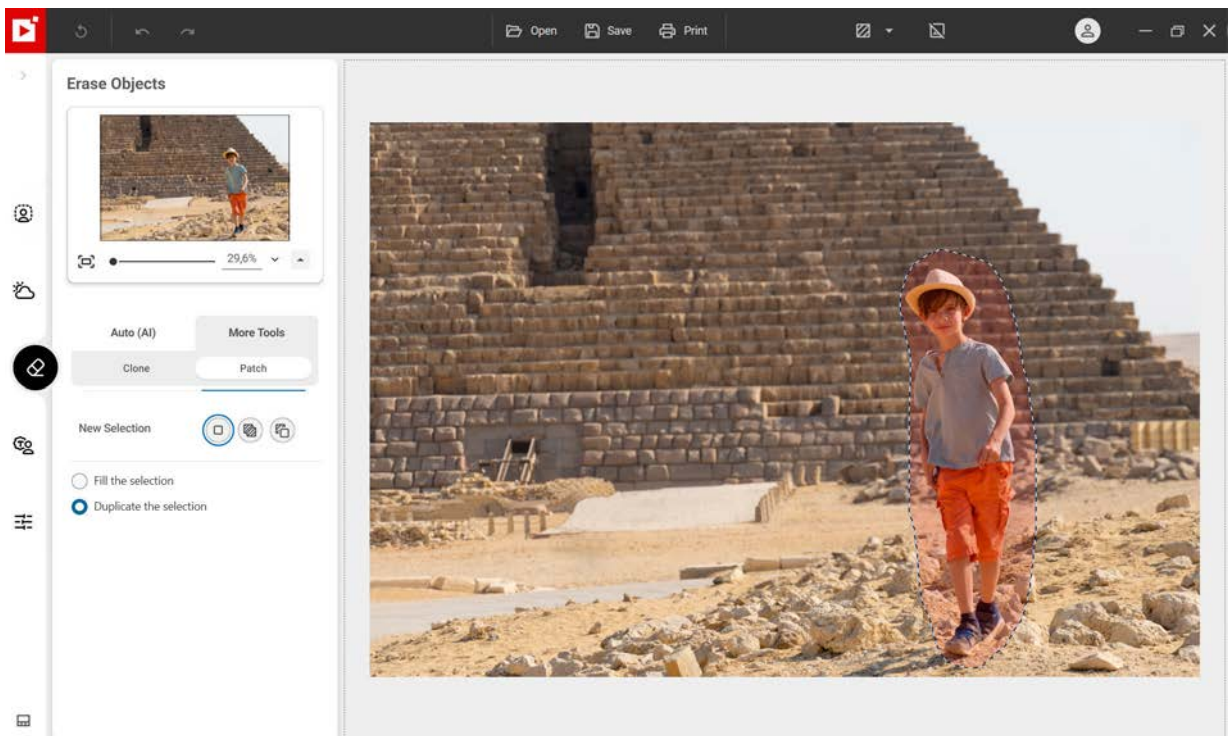 Open Save Print
Erase Objects
29,6%
Auto (AI) More Tools
Clone Patch
New Selection
Fill the selection
Duplicate the selection